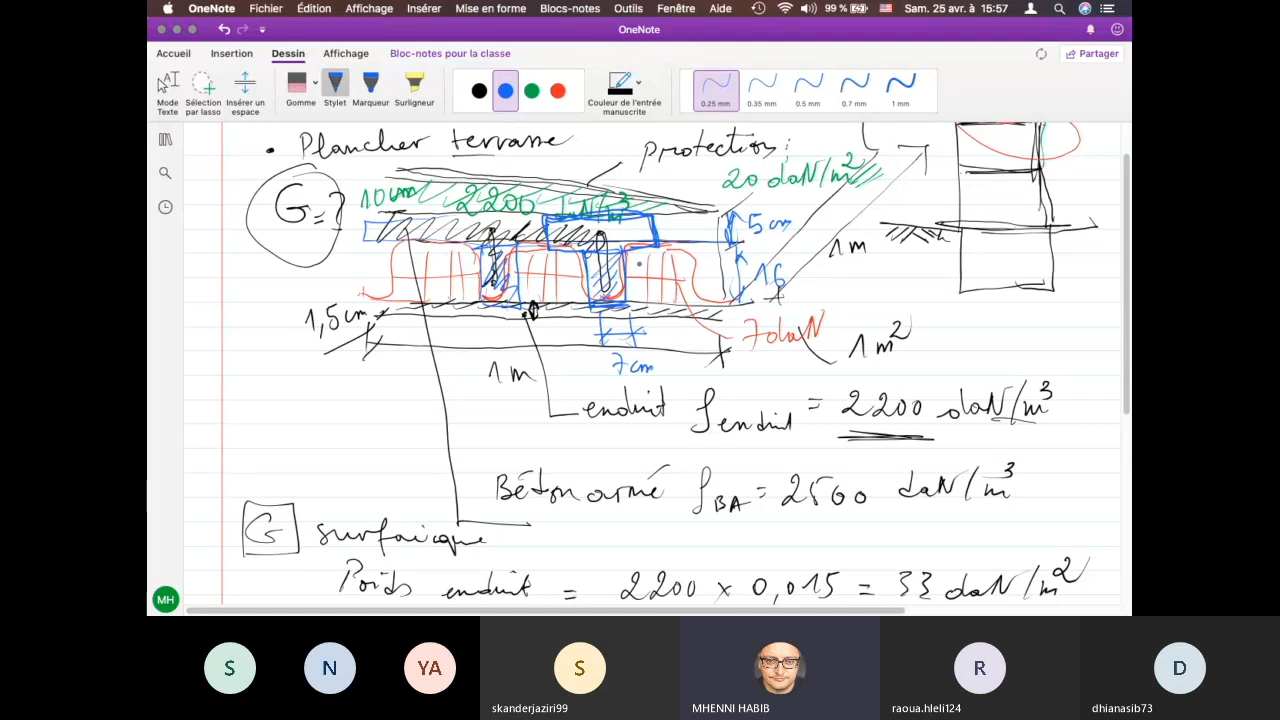 OneNote Fichier Édition Affichage Insérer Mise en forme Blocs-notes Outils Fenêtre Aide 99 % Sam. 25 avr. à 15:57
OneNote
Accueil Insertion Dessin Affichage Bloc-notes pour la classe Partager
Mode Texte
Sélection par lasso
Insérer un espace
Gomme
Stylet
Marqueur
Surligneur
Couleur de l'entrée manuscrite
0.25 mm
0.35 mm
0.5 mm
0.7 mm
1 mm
• Plancher terrasse
protection :
20 daN/m²
G = ?
10 cm
2200 daN/m³
5 cm
1 m
16
1,5 cm
7 daN
1 m²
1 m
7 cm
enduit ρenduit = 2200 daN/m³
Béton armé ρBA = 2500 daN/m³
G surfacique
Poids enduit = 2200 × 0,015 = 33 daN/m²
MH
S
N
YA
S
R
D
skanderjaziri99
MHENNI HABIB
raoua.hleli124
dhianasib73